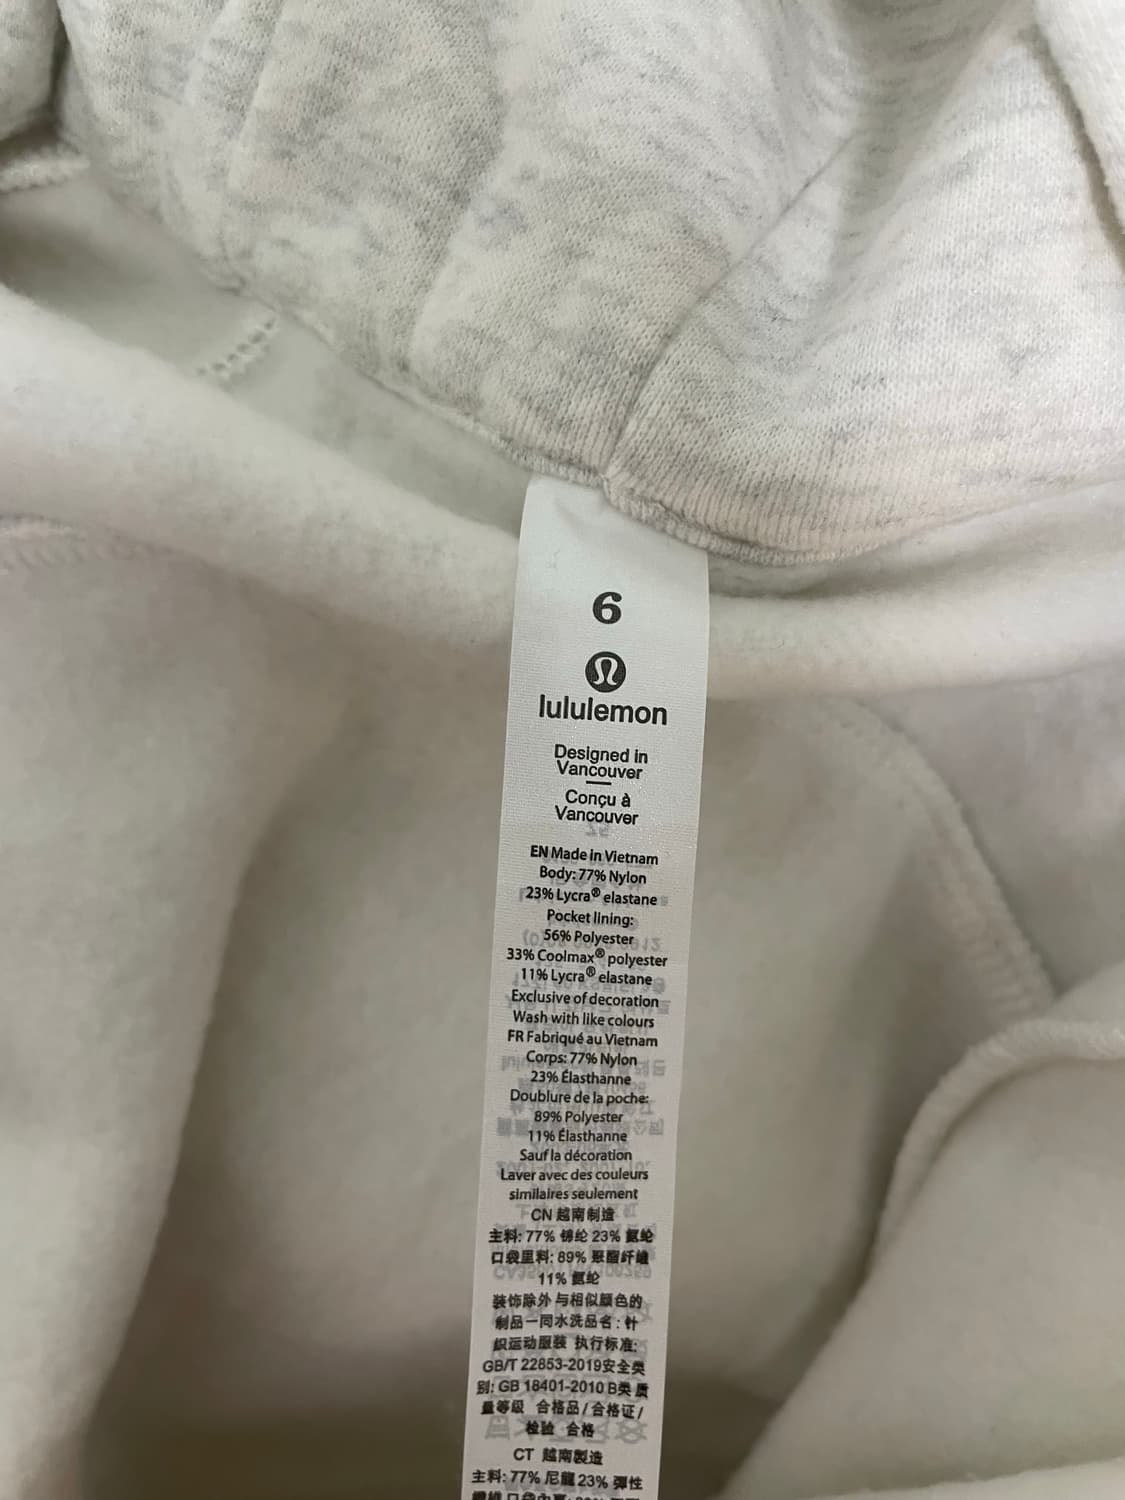 6
lululemon
Designed in
Vancouver
Conçu à
Vancouver
EN Made in Vietnam
Body: 77% Nylon
23% Lycra® elastane
Pocket lining:
56% Polyester
33% Coolmax® polyester
11% Lycra® elastane
Exclusive of decoration
Wash with like colours
FR Fabriqué au Vietnam
Corps: 77% Nylon
23% Élasthanne
Doublure de la poche:
89% Polyester
11% Élasthanne
Sauf la décoration
Laver avec des couleurs
similaires seulement
CN 越南制造
主料: 77% 锦纶 23% 氨纶
口袋里料: 89% 聚酯纤维
11% 氨纶
装饰除外 与相似颜色的
制品一同水洗品名 : 针
织运动服装 执行标准:
GB/T 22853-2019安全类
别: GB 18401-2010 B类 质
量等级 合格品 / 合格证 /
检验 合格
CT 越南製造
主料: 77% 尼龍 23% 彈性